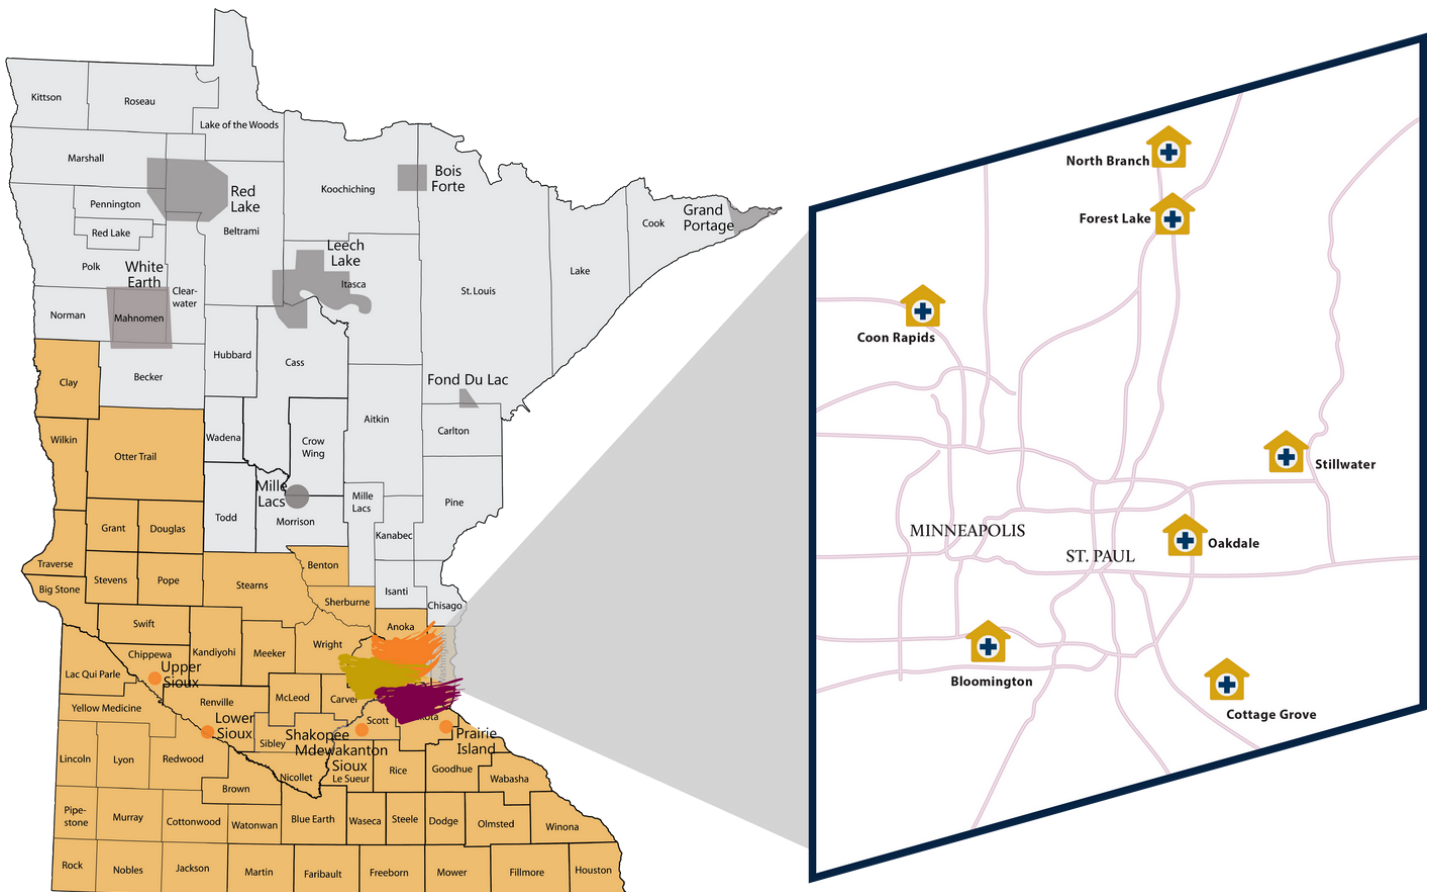 Kittson
Roseau
Lake of the Woods
Marshall
Koochiching
Bois
Forte
Red
Lake
Pennington
Red Lake
Beltrami
Cook
Grand
Portage
Polk
White
Earth
Clear-
water
Leech
Lake
Itasca
St. Louis
Lake
Norman
Mahnomen
Hubbard
Cass
Clay
Becker
Fond Du Lac
Wilkin
Otter Trail
Wadena
Crow
Wing
Aitkin
Carlton
Mille
Lacs
Mille
Lacs
Pine
Grant
Douglas
Todd
Morrison
Kanabec
Traverse
Stevens
Pope
Stearns
Benton
Big Stone
Sherburne
Isanti
Chisago
Swift
Anoka
Chippewa
Kandiyohi
Meeker
Wright
Lac Qui Parle
Upper
Sioux
Yellow Medicine
Renville
McLeod
Carver
Scott
Lower
Sioux
Sibley
Shakopee
Mdewakanton
Sioux
Prairie
Island
Lincoln
Lyon
Redwood
Nicollet
Le Sueur
Rice
Goodhue
Wabasha
Brown
Pipe-
stone
Murray
Cottonwood
Watonwan
Blue Earth
Waseca
Steele
Dodge
Olmsted
Winona
Rock
Nobles
Jackson
Martin
Faribault
Freeborn
Mower
Fillmore
Houston
North Branch
Forest Lake
Coon Rapids
Stillwater
MINNEAPOLIS
ST. PAUL
Oakdale
Bloomington
Cottage Grove